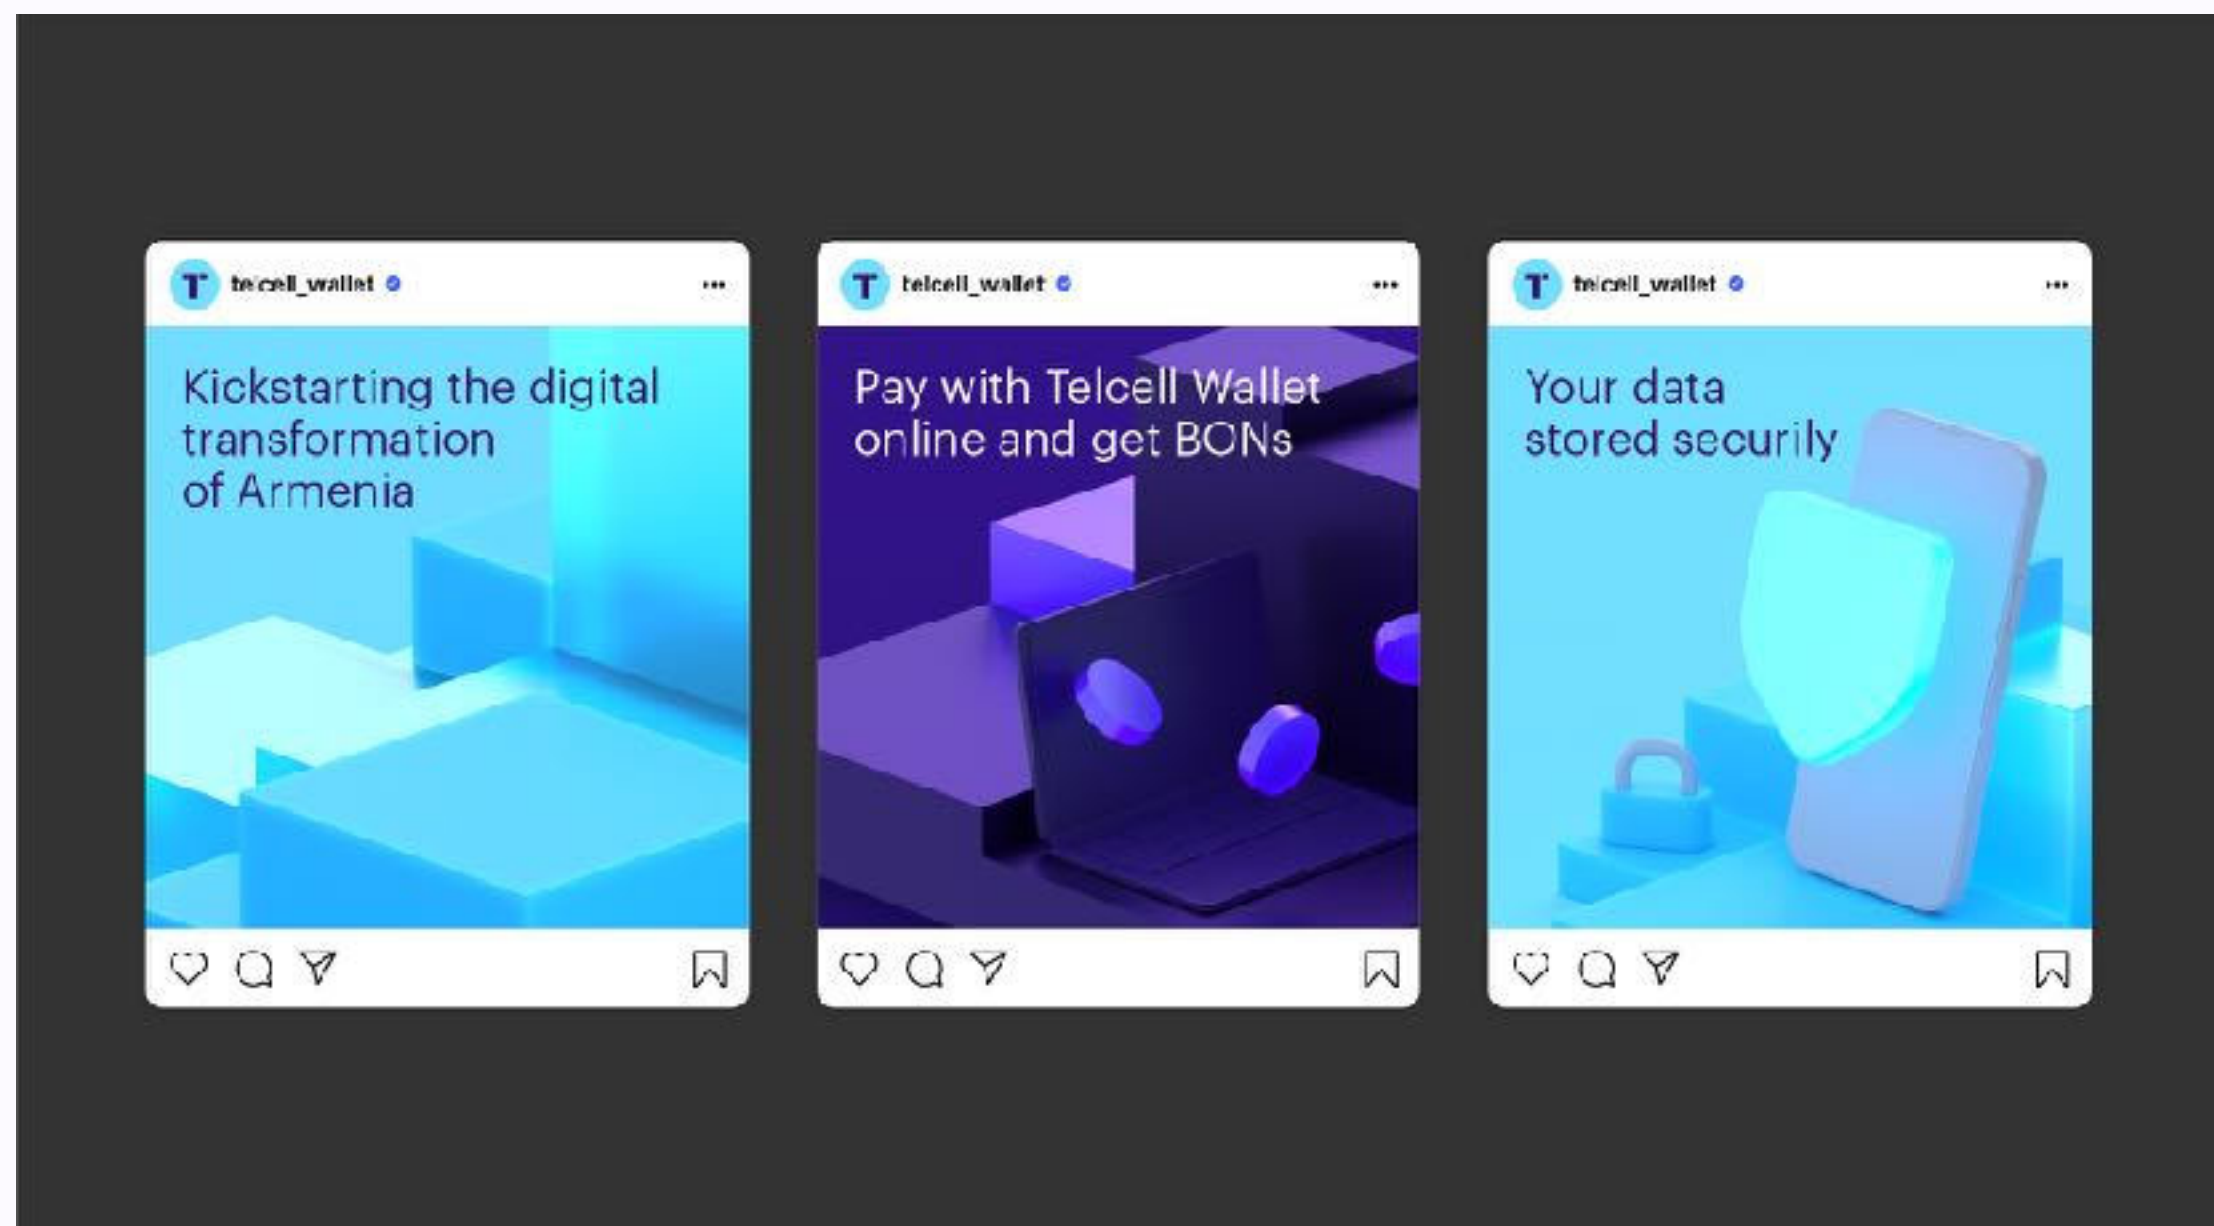 telcell_wallet
Kickstarting the digital
transformation
of Armenia
telcell_wallet
Pay with Telcell Wallet
online and get BONs
telcell_wallet
Your data
stored securily